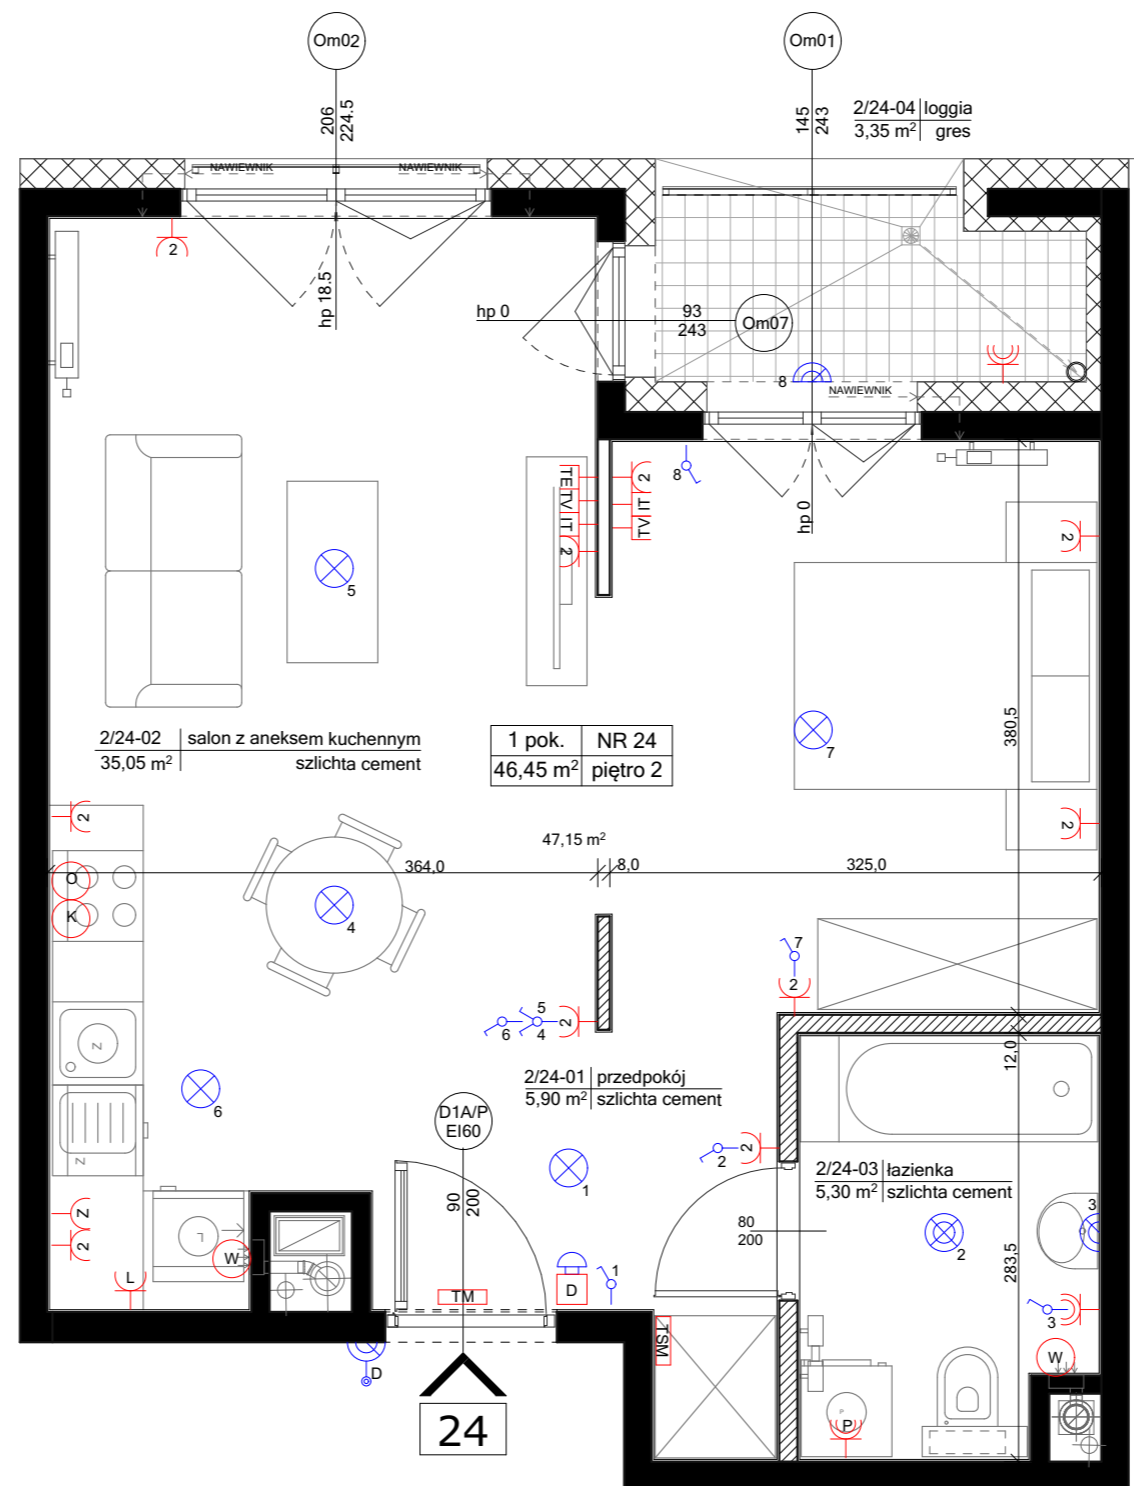 Om02
Om01
206
224.5
145
243
2/24-04 loggia
3,35 m² gres
NAWIEWNIK
NAWIEWNIK
2
hp 18.5
hp 0
93
243
Om07
8
NAWIEWNIK
8
TE
TV
IT
2
2
IT
TV
hp 0
2
5
7
380,5
2/24-02 salon z aneksem kuchennym
35,05 m² szlichta cement
1 pok. NR 24
46,45 m² piętro 2
2
2
47,15 m²
364,0
8,0
325,0
O
K
4
7
2
5
6
4
2
12,0
Z
6
2/24-01 przedpokój
5,90 m² szlichta cement
D1A/P
EI60
Z
2
2
1
2/24-03 łazienka
5,30 m² szlichta cement
90
200
80
200
Z
2
L
W
L
2
3
283,5
TM
D
1
3
TSM
W
D
P
P
24